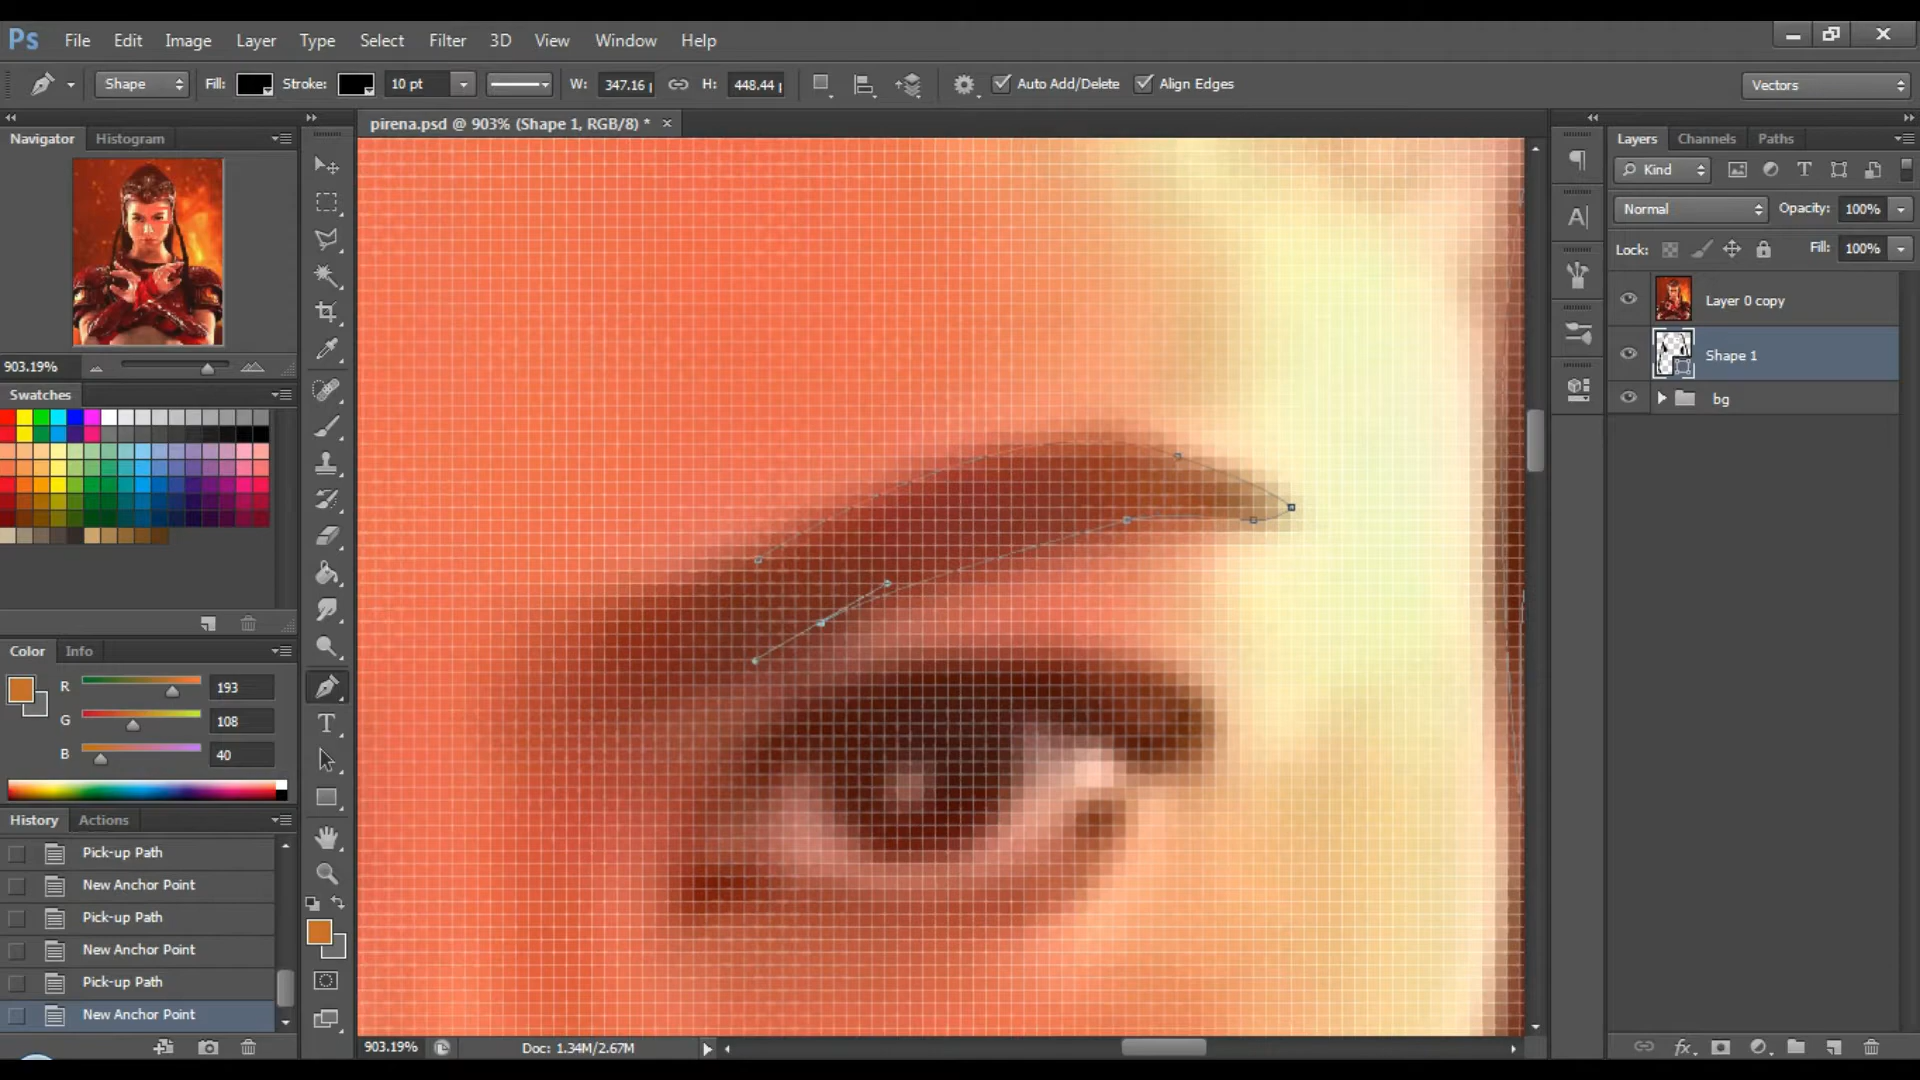 Ps File Edit Image Layer Type Select Filter 3D View Window Help
Shape Fill: Stroke: 10 pt W: 347.16 p H: 448.44 p Auto Add/Delete Align Edges Vectors
Navigator Histogram
pirena.psd @ 903% (Shape 1, RGB/8) * ×
903.19%
Swatches
Color Info
R 193
G 108
B 40
History Actions
Pick-up Path
New Anchor Point
Pick-up Path
New Anchor Point
Pick-up Path
New Anchor Point
T
903.19% Doc: 1.34M/2.67M
Layers Channels Paths
Kind T
Normal Opacity: 100%
Lock: Fill: 100%
Layer 0 copy
Shape 1
bg
A
fx